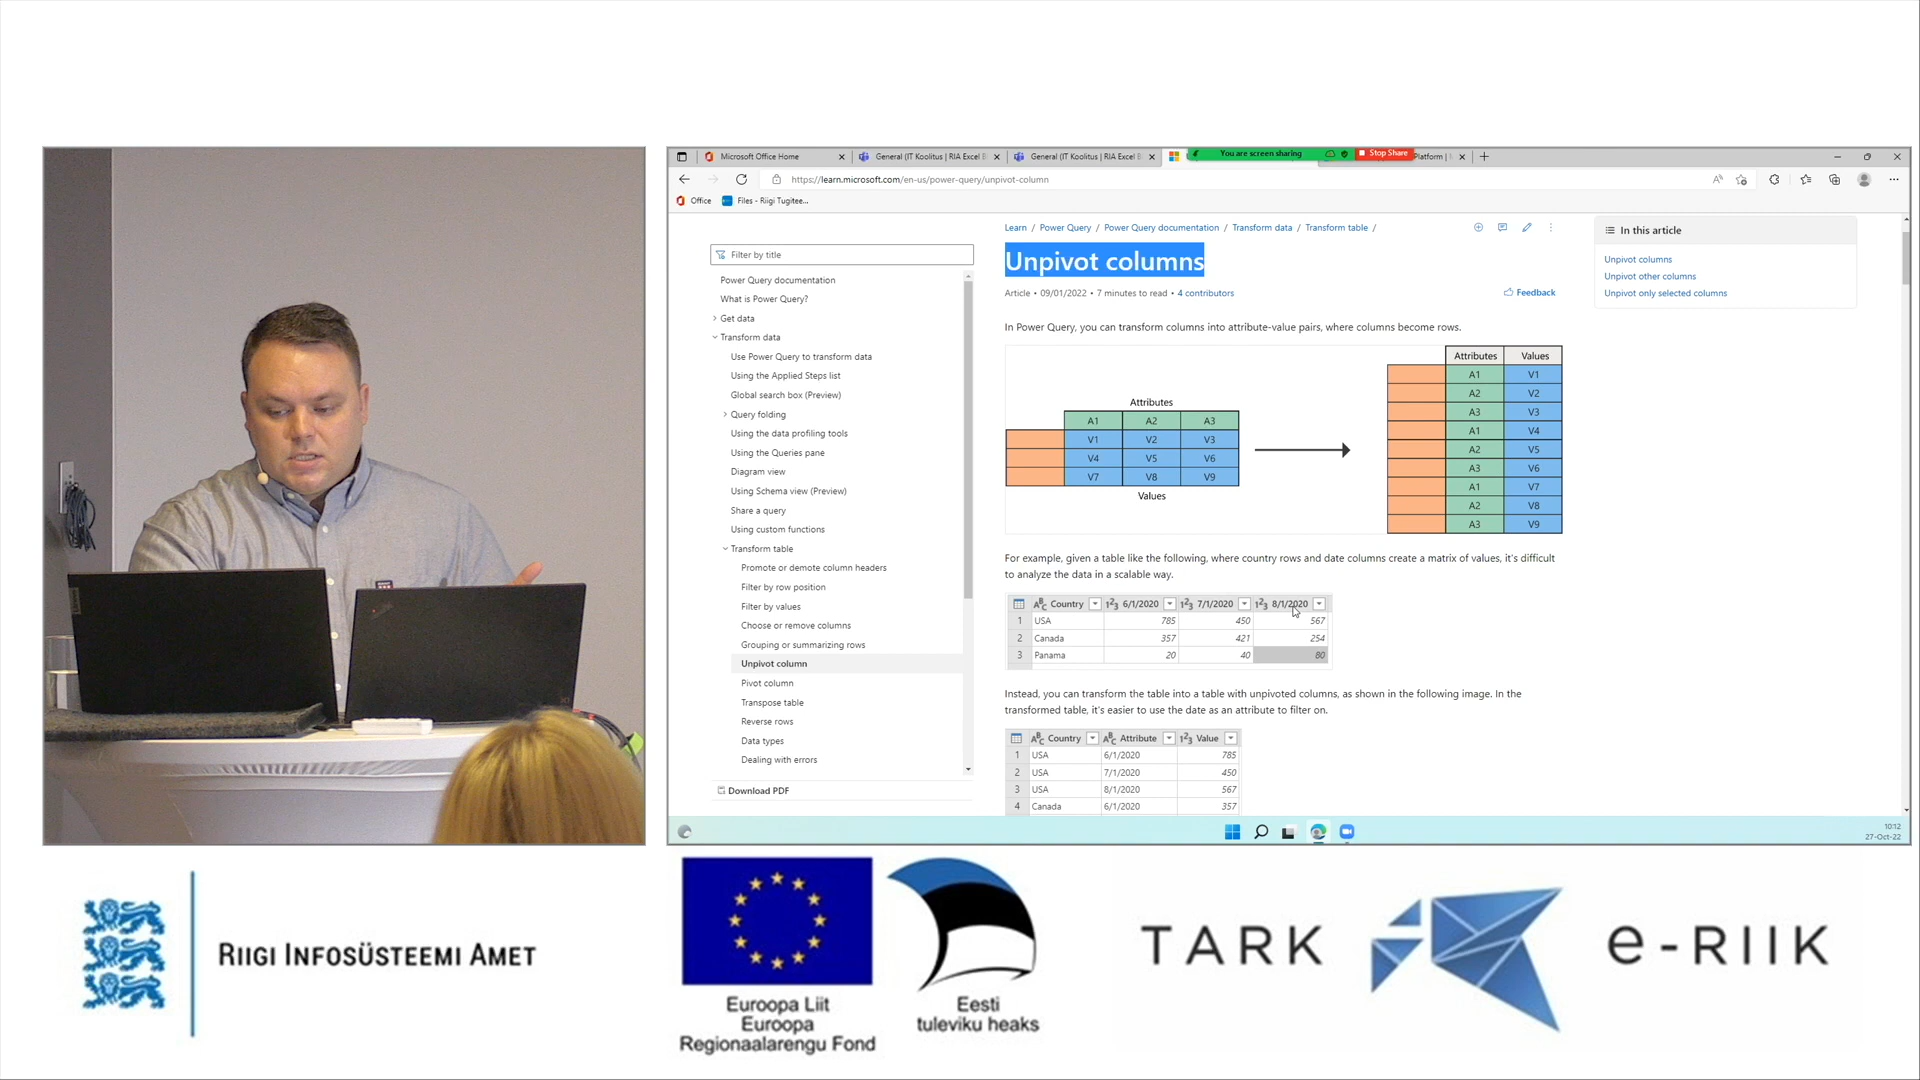 Microsoft Office Home
General (IT Koolitus | RIA Excel B
General (IT Koolitus | RIA Excel B
You are screen sharing
Stop Share
Platform |
https://learn.microsoft.com/en-us/power-query/unpivot-column
Office
Files - Riigi Tugitee...
Filter by title
Power Query documentation
What is Power Query?
Get data
Transform data
Use Power Query to transform data
Using the Applied Steps list
Global search box (Preview)
Query folding
Using the data profiling tools
Using the Queries pane
Diagram view
Using Schema view (Preview)
Share a query
Using custom functions
Transform table
Promote or demote column headers
Filter by row position
Filter by values
Choose or remove columns
Grouping or summarizing rows
Unpivot column
Pivot column
Transpose table
Reverse rows
Data types
Dealing with errors
Download PDF
Learn / Power Query / Power Query documentation / Transform data / Transform table /
Unpivot columns
Article • 09/01/2022 • 7 minutes to read • 4 contributors
Feedback
In Power Query, you can transform columns into attribute-value pairs, where columns become rows.
Attributes
A1 A2 A3
V1 V2 V3
V4 V5 V6
V7 V8 V9
Values
Attributes Values
A1 V1
A2 V2
A3 V3
A1 V4
A2 V5
A3 V6
A1 V7
A2 V8
A3 V9
For example, given a table like the following, where country rows and date columns create a matrix of values, it's difficult
to analyze the data in a scalable way.
ABC Country 123 6/1/2020 123 7/1/2020 123 8/1/2020
1 USA 785 450 567
2 Canada 357 421 254
3 Panama 20 40 80
Instead, you can transform the table into a table with unpivoted columns, as shown in the following image. In the
transformed table, it's easier to use the date as an attribute to filter on.
ABC Country ABC Attribute 123 Value
1 USA 6/1/2020 785
2 USA 7/1/2020 450
3 USA 8/1/2020 567
4 Canada 6/1/2020 357
In this article
Unpivot columns
Unpivot other columns
Unpivot only selected columns
10:12
27-Oct-22
RIIGI INFOSÜSTEEMI AMET
Euroopa Liit
Euroopa
Regionaalarengu Fond
Eesti
tuleviku heaks
TARK e-RIIK